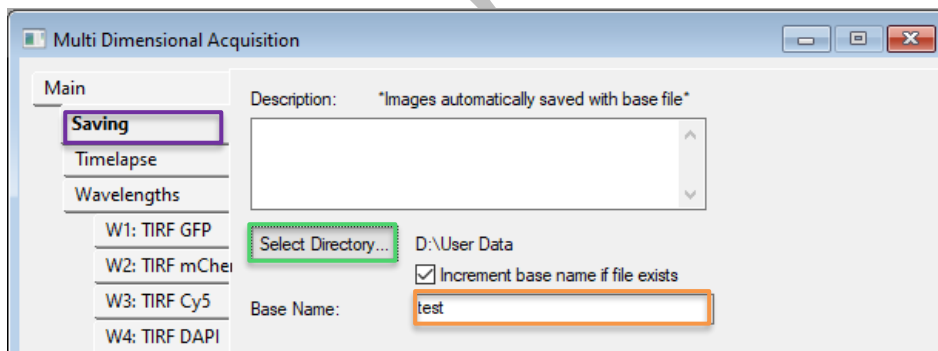 Multi Dimensional Acquisition
Main
Saving
Timelapse
Wavelengths
W1: TIRF GFP
W2: TIRF mCher
W3: TIRF Cy5
W4: TIRF DAPI
Description: *Images automatically saved with base file*
Select Directory... D:\User Data
Increment base name if file exists
Base Name: test